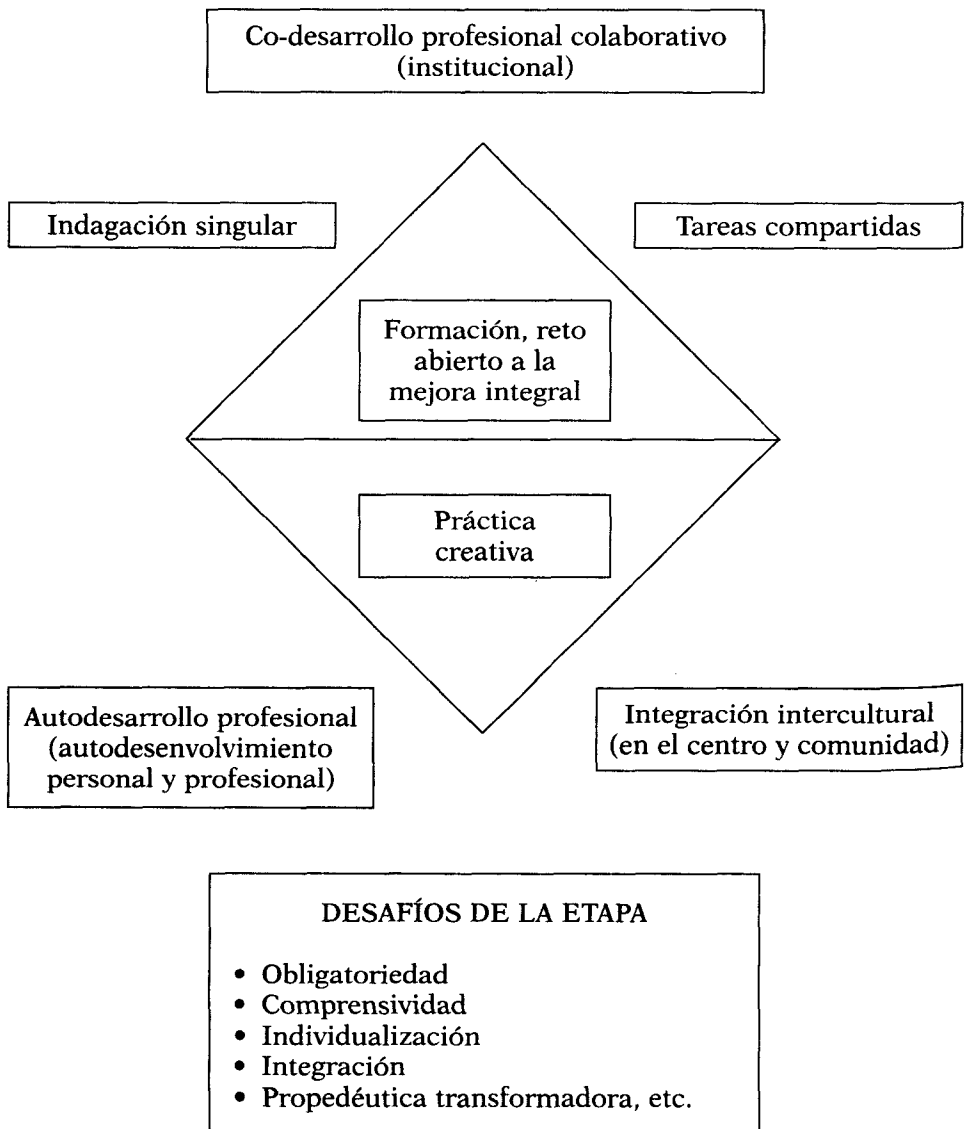 Co-desarrollo profesional colaborativo
(institucional)
Indagación singular
Tareas compartidas
Formación, reto
abierto a la
mejora integral
Práctica
creativa
Autodesarrollo profesional
(autodesenvolvimiento
personal y profesional)
Integración intercultural
(en el centro y comunidad)
DESAFÍOS DE LA ETAPA
• Obligatoriedad
• Comprensividad
• Individualización
• Integración
• Propedéutica transformadora, etc.